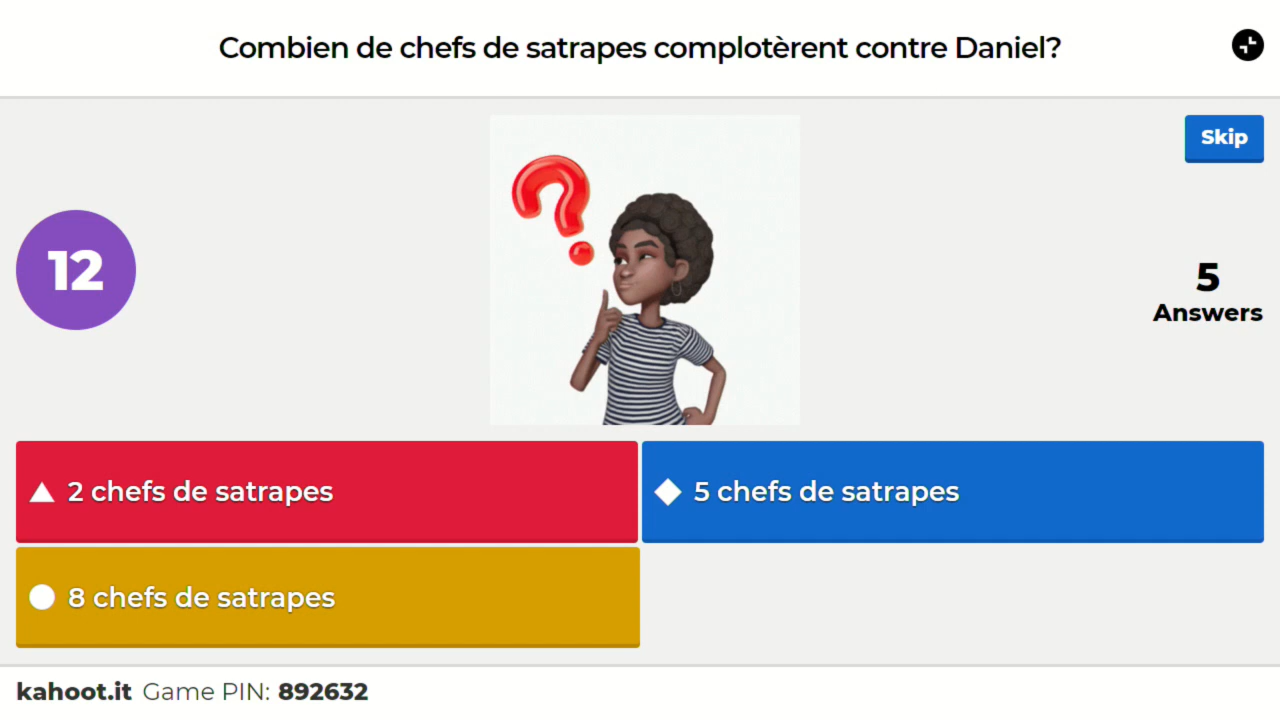 Combien de chefs de satrapes complotèrent contre Daniel?
Skip
12
5
Answers
2 chefs de satrapes
5 chefs de satrapes
8 chefs de satrapes
kahoot.it Game PIN: 892632